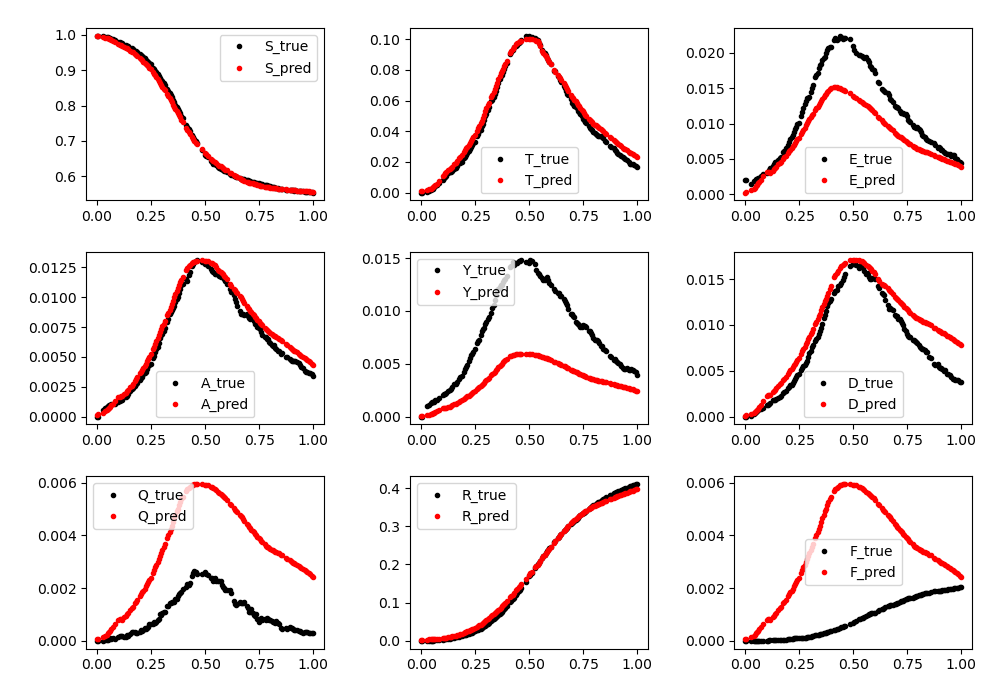 1.0
0.9
0.8
0.7
0.6
S_true
S_pred
0.00 0.25 0.50 0.75 1.00
0.10
0.08
0.06
0.04
0.02
0.00
T_true
T_pred
0.00 0.25 0.50 0.75 1.00
0.020
0.015
0.010
0.005
0.000
E_true
E_pred
0.00 0.25 0.50 0.75 1.00
0.0125
0.0100
0.0075
0.0050
0.0025
0.0000
A_true
A_pred
0.00 0.25 0.50 0.75 1.00
0.015
0.010
0.005
0.000
Y_true
Y_pred
0.00 0.25 0.50 0.75 1.00
0.015
0.010
0.005
0.000
D_true
D_pred
0.00 0.25 0.50 0.75 1.00
0.006
0.004
0.002
0.000
Q_true
Q_pred
0.00 0.25 0.50 0.75 1.00
0.4
0.3
0.2
0.1
0.0
R_true
R_pred
0.00 0.25 0.50 0.75 1.00
0.006
0.004
0.002
0.000
F_true
F_pred
0.00 0.25 0.50 0.75 1.00